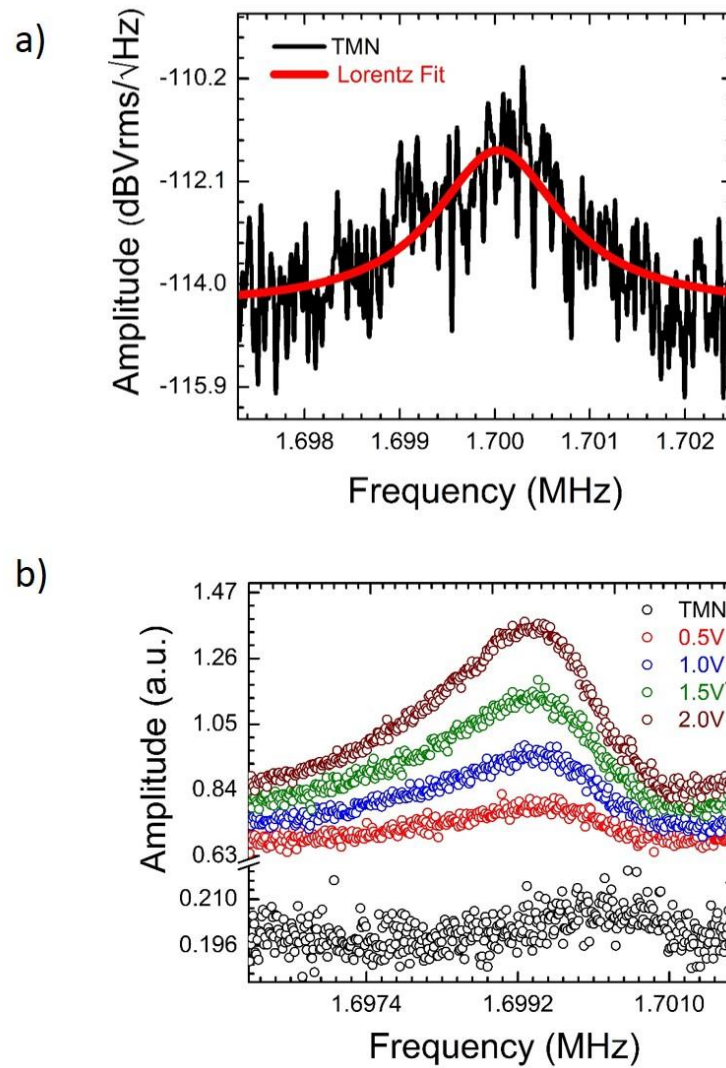 a)
TMN
Lorentz Fit
-110.2
-112.1
-114.0
-115.9
Amplitude (dBVrms/√Hz)
1.698 1.699 1.700 1.701 1.702
Frequency (MHz)
b)
TMN
0.5V
1.0V
1.5V
2.0V
1.47
1.26
1.05
0.84
0.63
0.210
0.196
Amplitude (a.u.)
1.6974 1.6992 1.7010
Frequency (MHz)